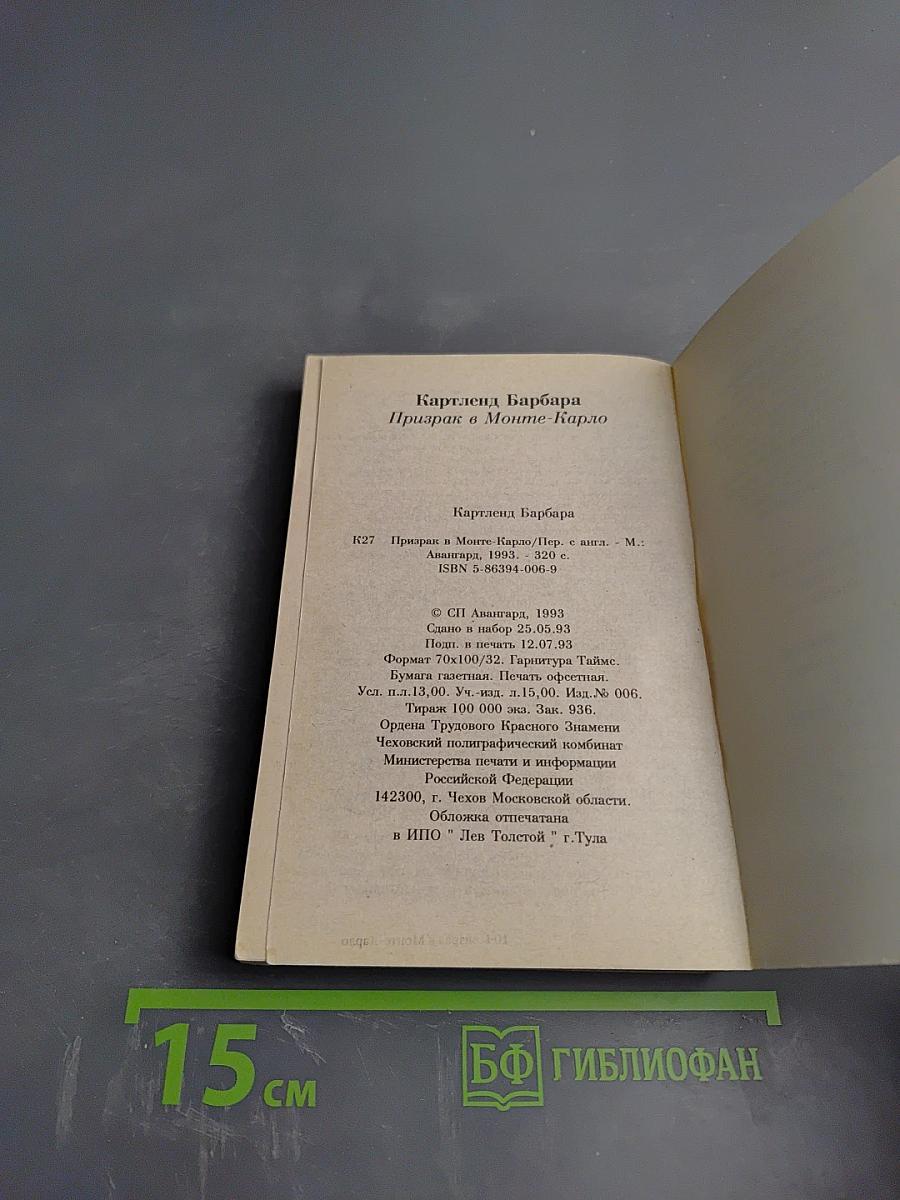 Картленд Барбара
Призрак в Монте-Карло
Картленд Барбара
К27 Призрак в Монте-Карло/Пер. с англ. - М.:
Авангард, 1993. - 320 с.
ISBN 5-86394-006-9
© СП Авангард, 1993
Сдано в набор 25.05.93
Подп. в печать 12.07.93
Формат 70х100/32. Гарнитура Таймс.
Бумага газетная. Печать офсетная.
Усл. п.л.13,00. Уч.-изд. л.15,00. Изд.№ 006.
Тираж 100 000 экз. Зак. 936.
Ордена Трудового Красного Знамени
Чеховский полиграфический комбинат
Министерства печати и информации
Российской Федерации
142300, г. Чехов Московской области.
Обложка отпечатана
в ИПО " Лев Толстой " г.Тула
15 см
БФ ГИБЛИОФАН